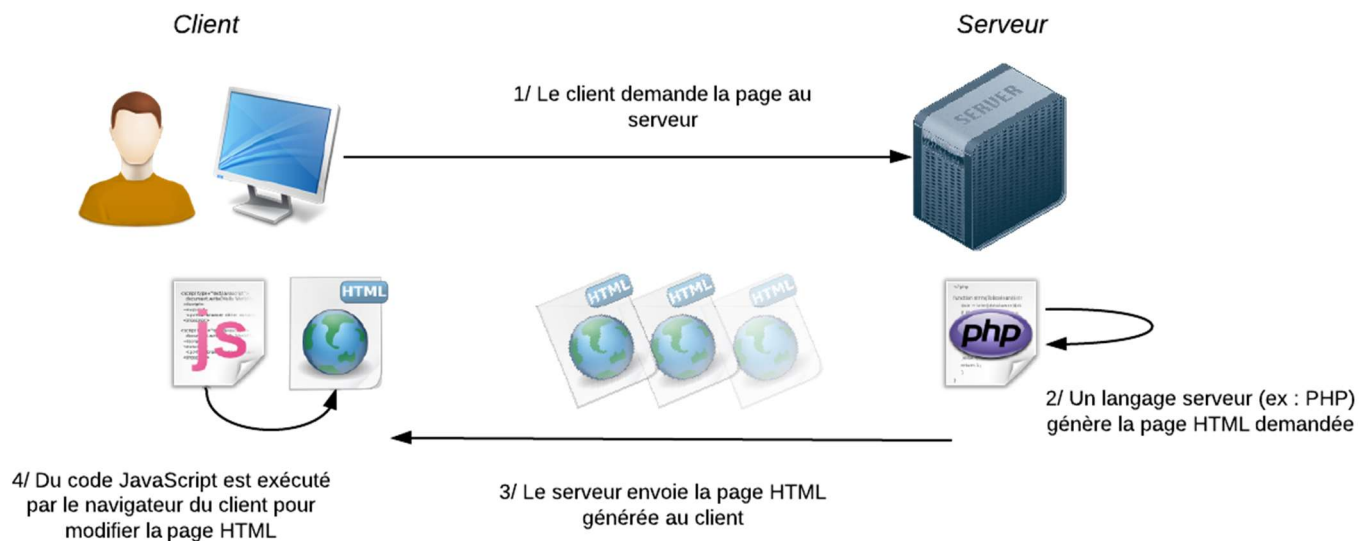 Client
Serveur
1/ Le client demande la page au
serveur
SERVER
js
HTML
HTML
HTML
HTML
php
2/ Un langage serveur (ex : PHP)
génère la page HTML demandée
4/ Du code JavaScript est exécuté
par le navigateur du client pour
modifier la page HTML
3/ Le serveur envoie la page HTML
générée au client